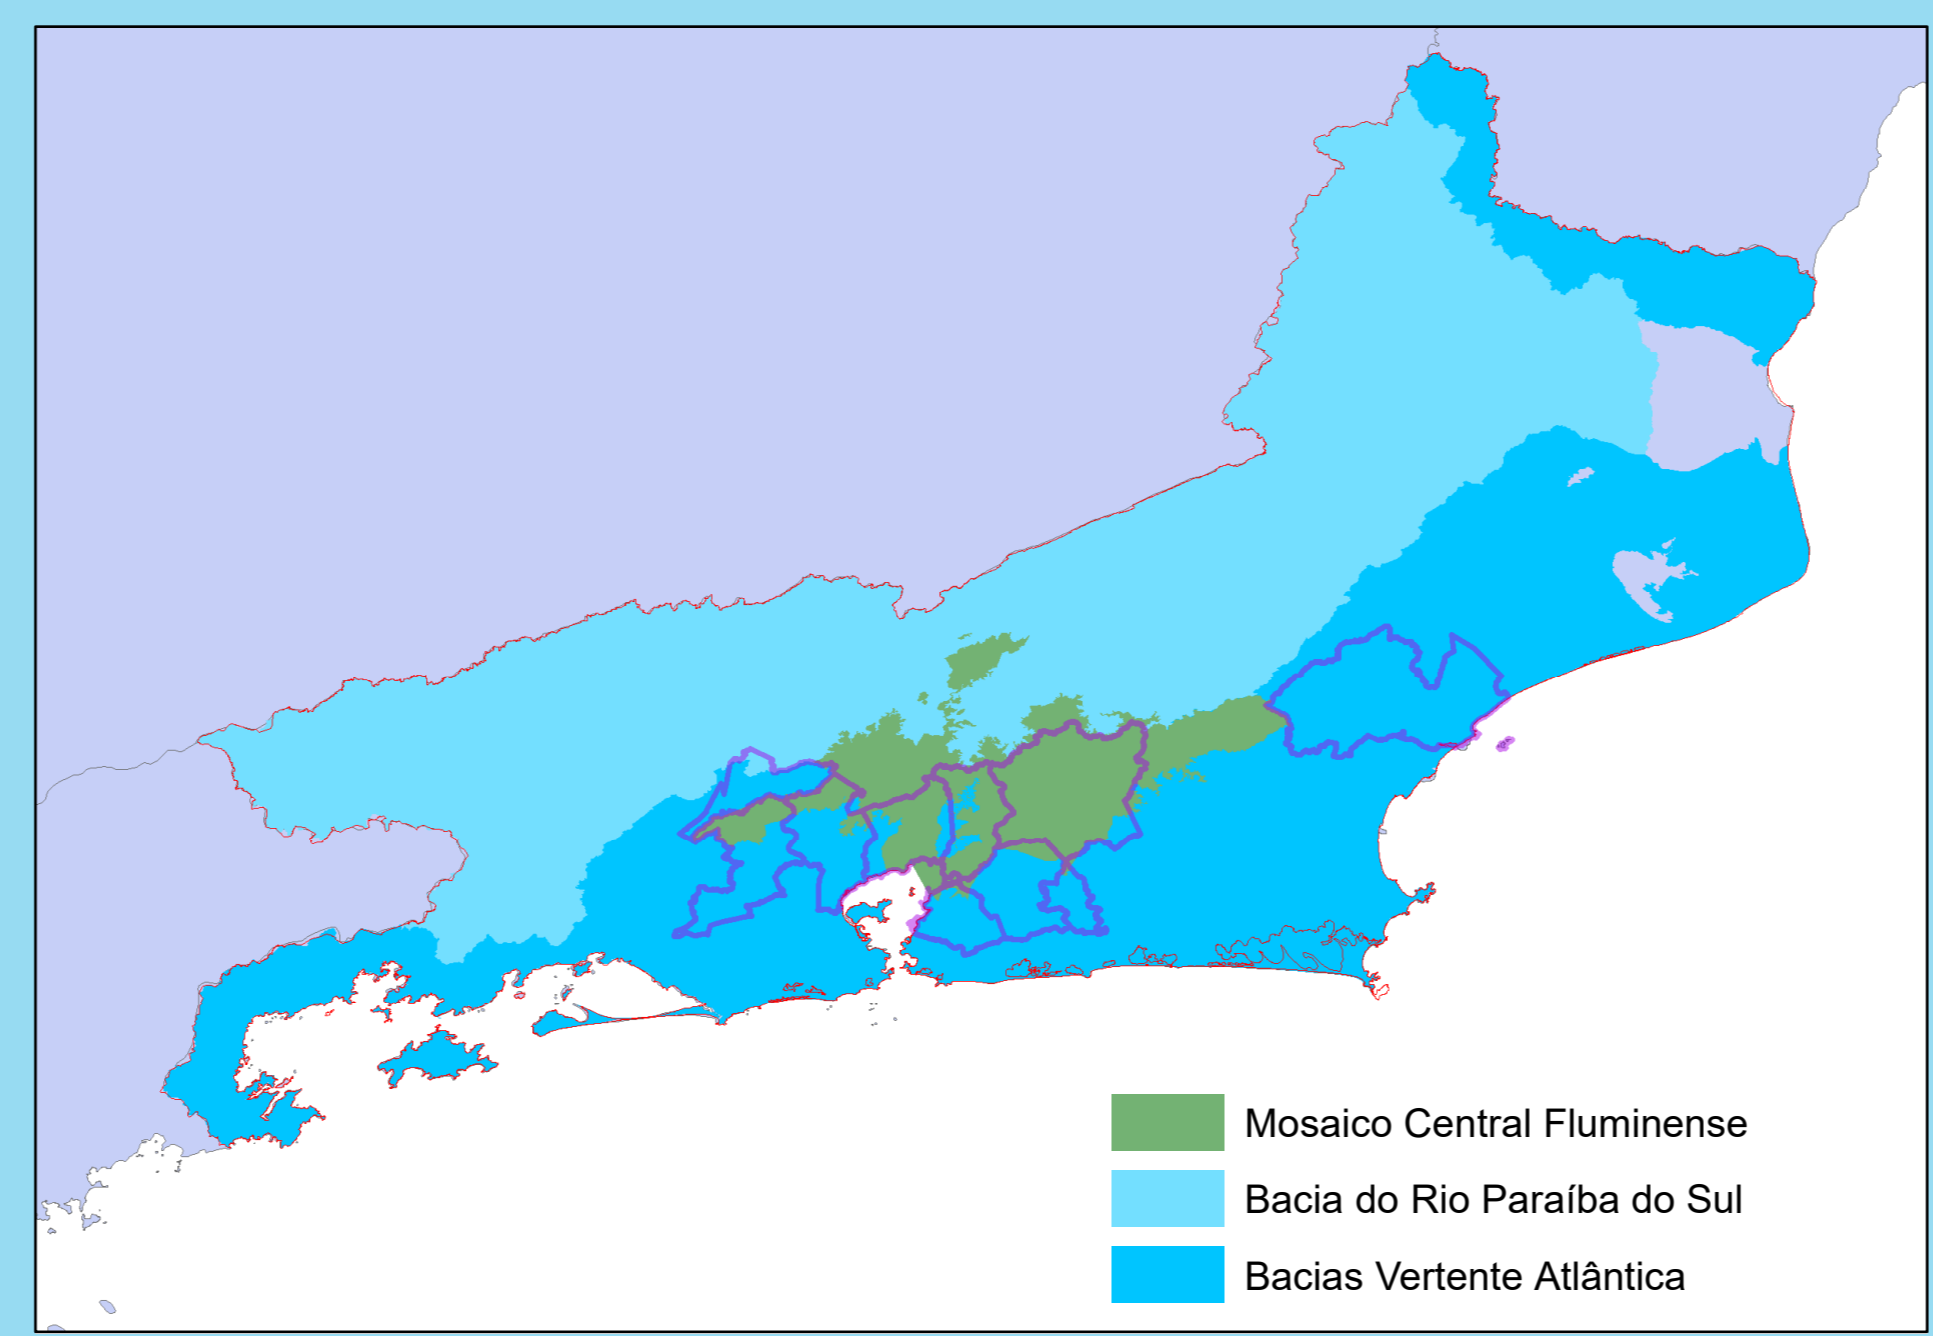 Mosaico Central Fluminense
Bacia do Rio Paraíba do Sul
Bacias Vertente Atlântica